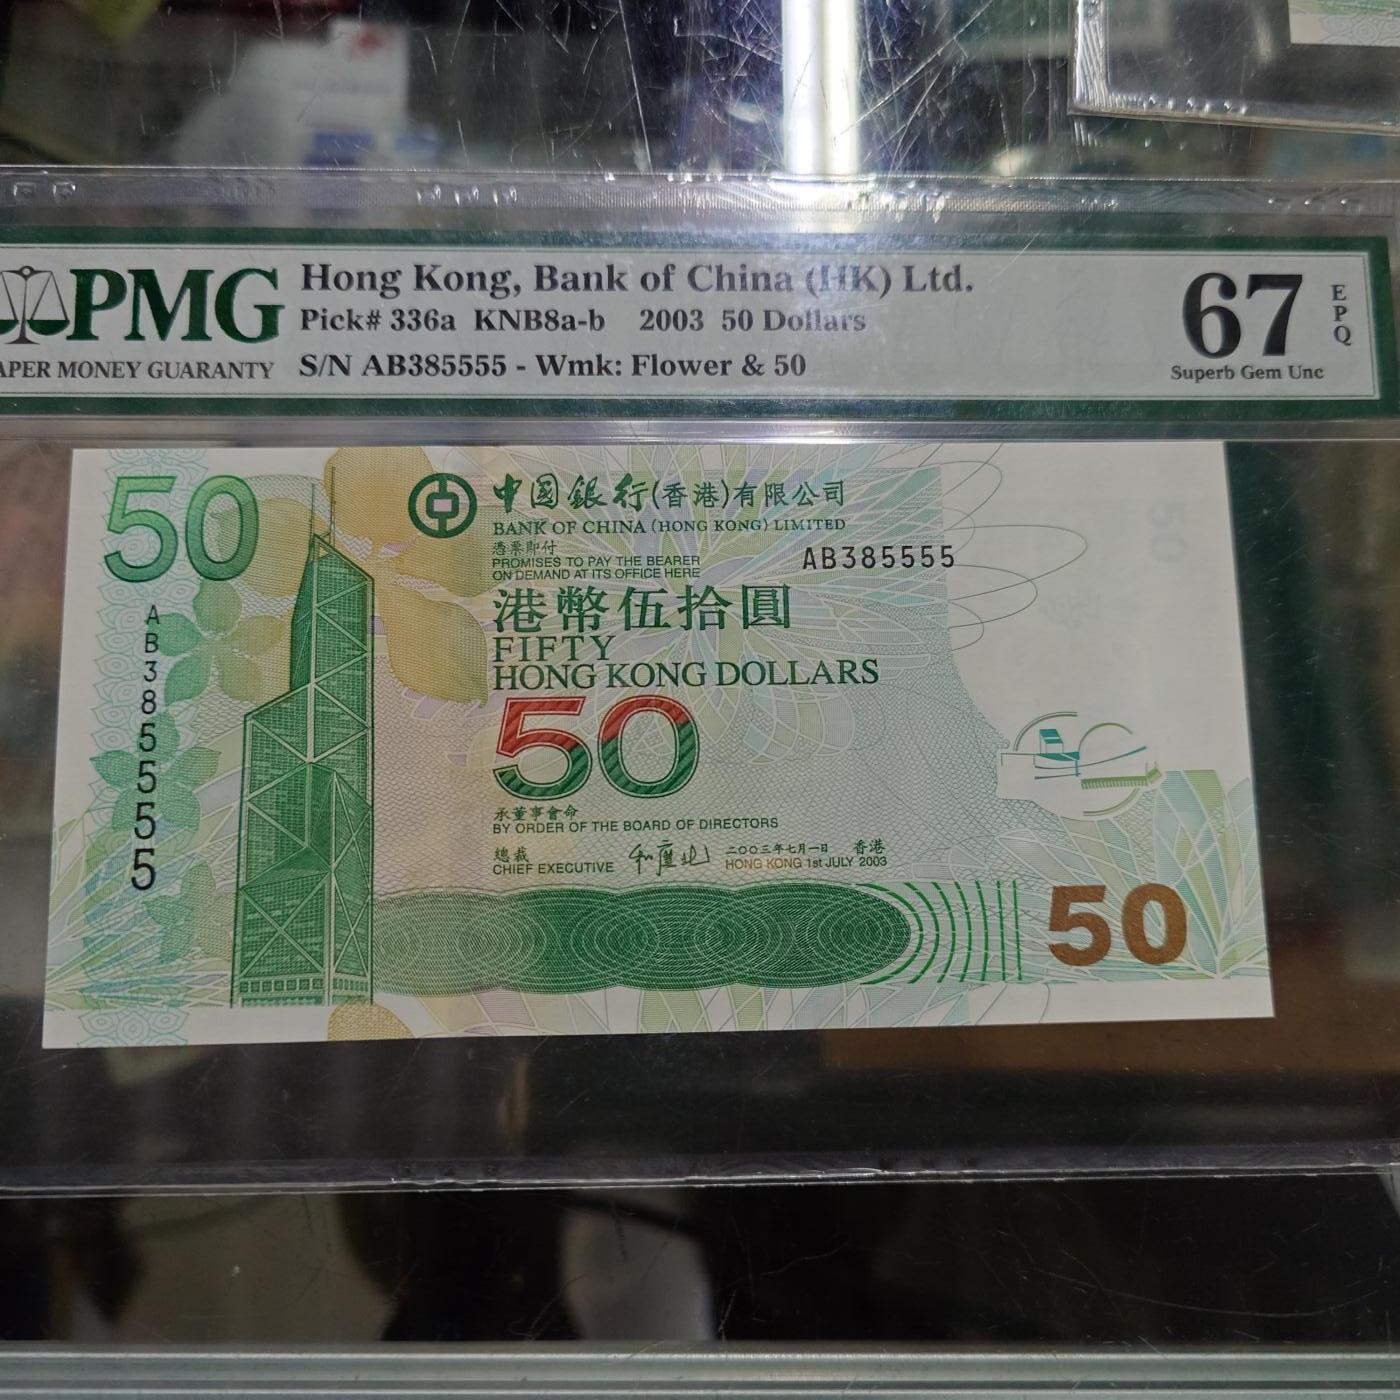 PMG
PAPER MONEY GUARANTY
Hong Kong, Bank of China (HK) Ltd.
Pick# 336a KNB8a-b 2003 50 Dollars
S/N AB385555 - Wmk: Flower & 50
67
EPQ
Superb Gem Unc
50
中國銀行(香港)有限公司
BANK OF CHINA (HONG KONG) LIMITED
憑票即付
PROMISES TO PAY THE BEARER
ON DEMAND AT ITS OFFICE HERE
AB385555
港幣伍拾圓
FIFTY
HONG KONG DOLLARS
50
AB385555
承董事會命
BY ORDER OF THE BOARD OF DIRECTORS
總裁
CHIEF EXECUTIVE
二〇〇三年七月一日 香港
HONG KONG 1st JULY 2003
50